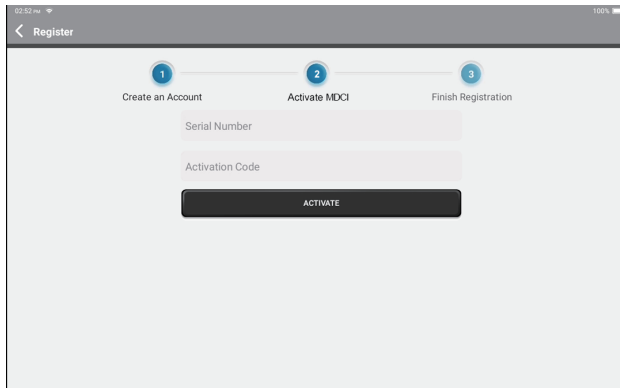 02:52 PM
100%
Register
1
2
3
Create an Account
Activate MDCI
Finish Registration
Serial Number
Activation Code
ACTIVATE